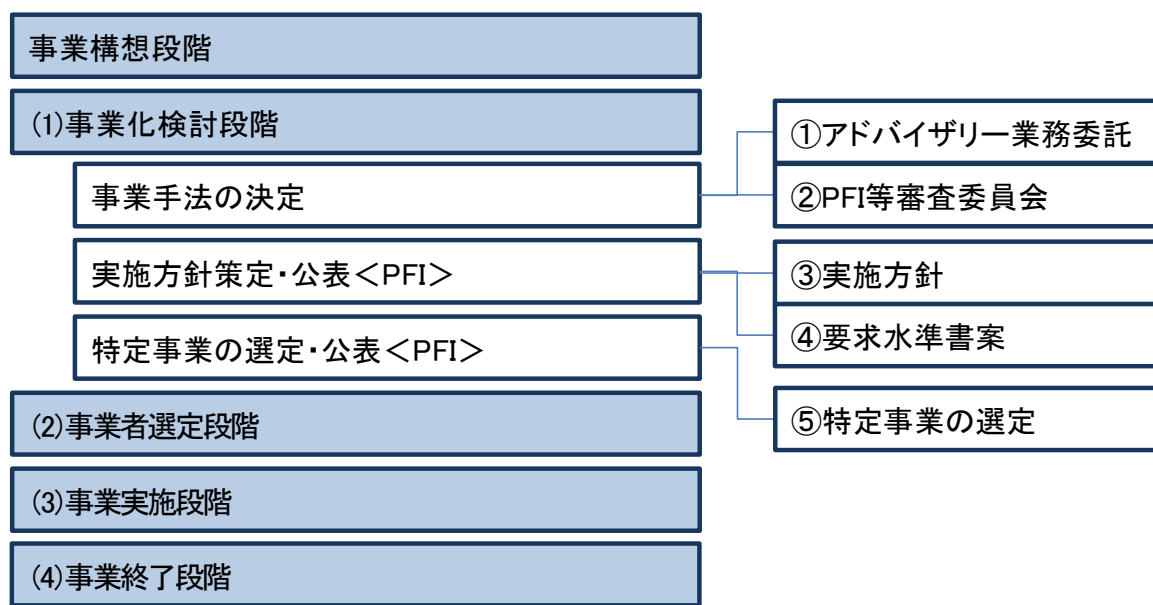 事業構想段階
(1)事業化検討段階
事業手法の決定
実施方針策定・公表＜PFI＞
特定事業の選定・公表＜PFI＞
(2)事業者選定段階
(3)事業実施段階
(4)事業終了段階
①アドバイザリー業務委託
②PFI等審査委員会
③実施方針
④要求水準書案
⑤特定事業の選定